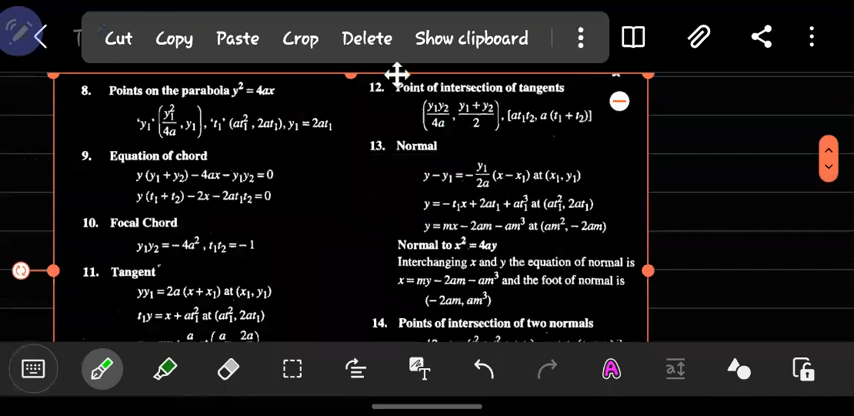 Cut Copy Paste Crop Delete Show clipboard
8. Points on the parabola y² = 4ax
'y₁' (y₁²/4a, y₁), 't₁' (at₁², 2at₁), y₁ = 2at₁
9. Equation of chord
y (y₁ + y₂) – 4ax – y₁y₂ = 0
y (t₁ + t₂) – 2x – 2at₁t₂ = 0
10. Focal Chord
y₁y₂ = – 4a², t₁t₂ = – 1
11. Tangent
yy₁ = 2a (x + x₁) at (x₁, y₁)
t₁y = x + at₁² at (at₁², 2at₁)
12. Point of intersection of tangents
(y₁y₂/4a, (y₁ + y₂)/2), [at₁t₂, a (t₁ + t₂)]
13. Normal
y – y₁ = – y₁/2a (x – x₁) at (x₁, y₁)
y = – t₁x + 2at₁ + at₁³ at (at₁², 2at₁)
y = mx – 2am – am³ at (am², – 2am)
Normal to x² = 4ay
Interchanging x and y the equation of normal is
x = my – 2am – am³ and the foot of normal is
(– 2am, am³)
14. Points of intersection of two normals